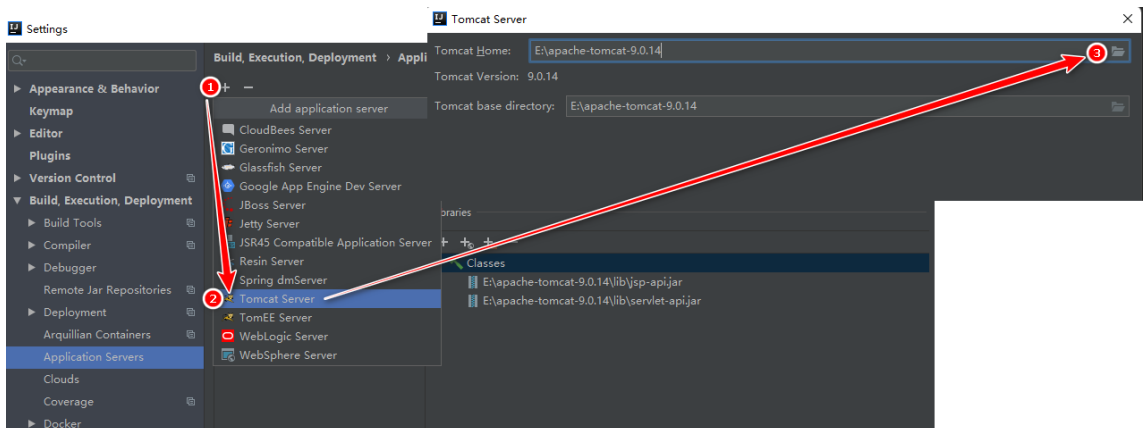 Settings
Appearance & Behavior
Keymap
Editor
Plugins
Version Control
Build, Execution, Deployment
Build Tools
Compiler
Debugger
Remote Jar Repositories
Deployment
Arquillian Containers
Application Servers
Clouds
Coverage
Docker
Build, Execution, Deployment › Appli
1
Add application server
CloudBees Server
Geronimo Server
Glassfish Server
Google App Engine Dev Server
JBoss Server
Jetty Server
JSR45 Compatible Application Server
Resin Server
Spring dmServer
2
Tomcat Server
TomEE Server
WebLogic Server
WebSphere Server
Tomcat Server
Tomcat Home: E:\apache-tomcat-9.0.14
3
Tomcat Version: 9.0.14
Tomcat base directory: E:\apache-tomcat-9.0.14
braries
Classes
E:\apache-tomcat-9.0.14\lib\jsp-api.jar
E:\apache-tomcat-9.0.14\lib\servlet-api.jar